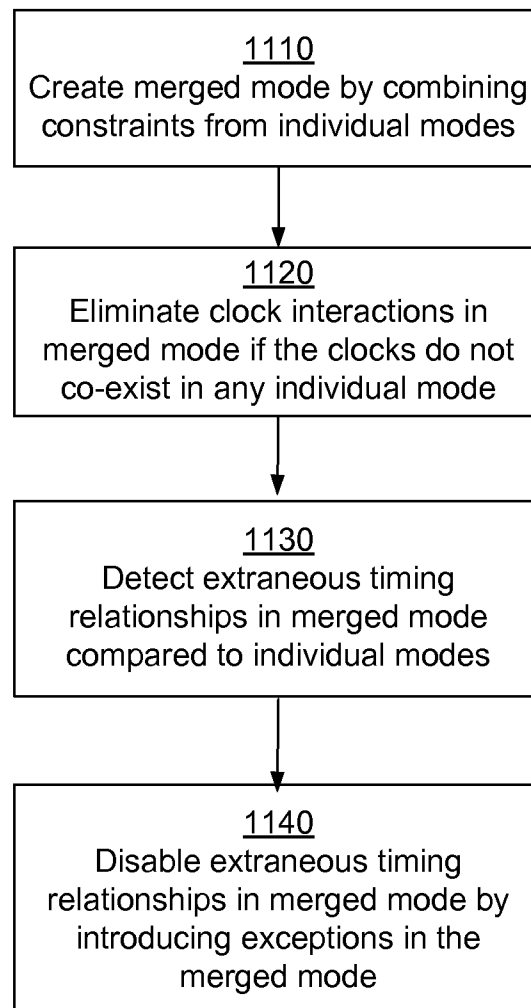 1110
Create merged mode by combining
constraints from individual modes
1120
Eliminate clock interactions in
merged mode if the clocks do not
co-exist in any individual mode
1130
Detect extraneous timing
relationships in merged mode
compared to individual modes
1140
Disable extraneous timing
relationships in merged mode by
introducing exceptions in the
merged mode